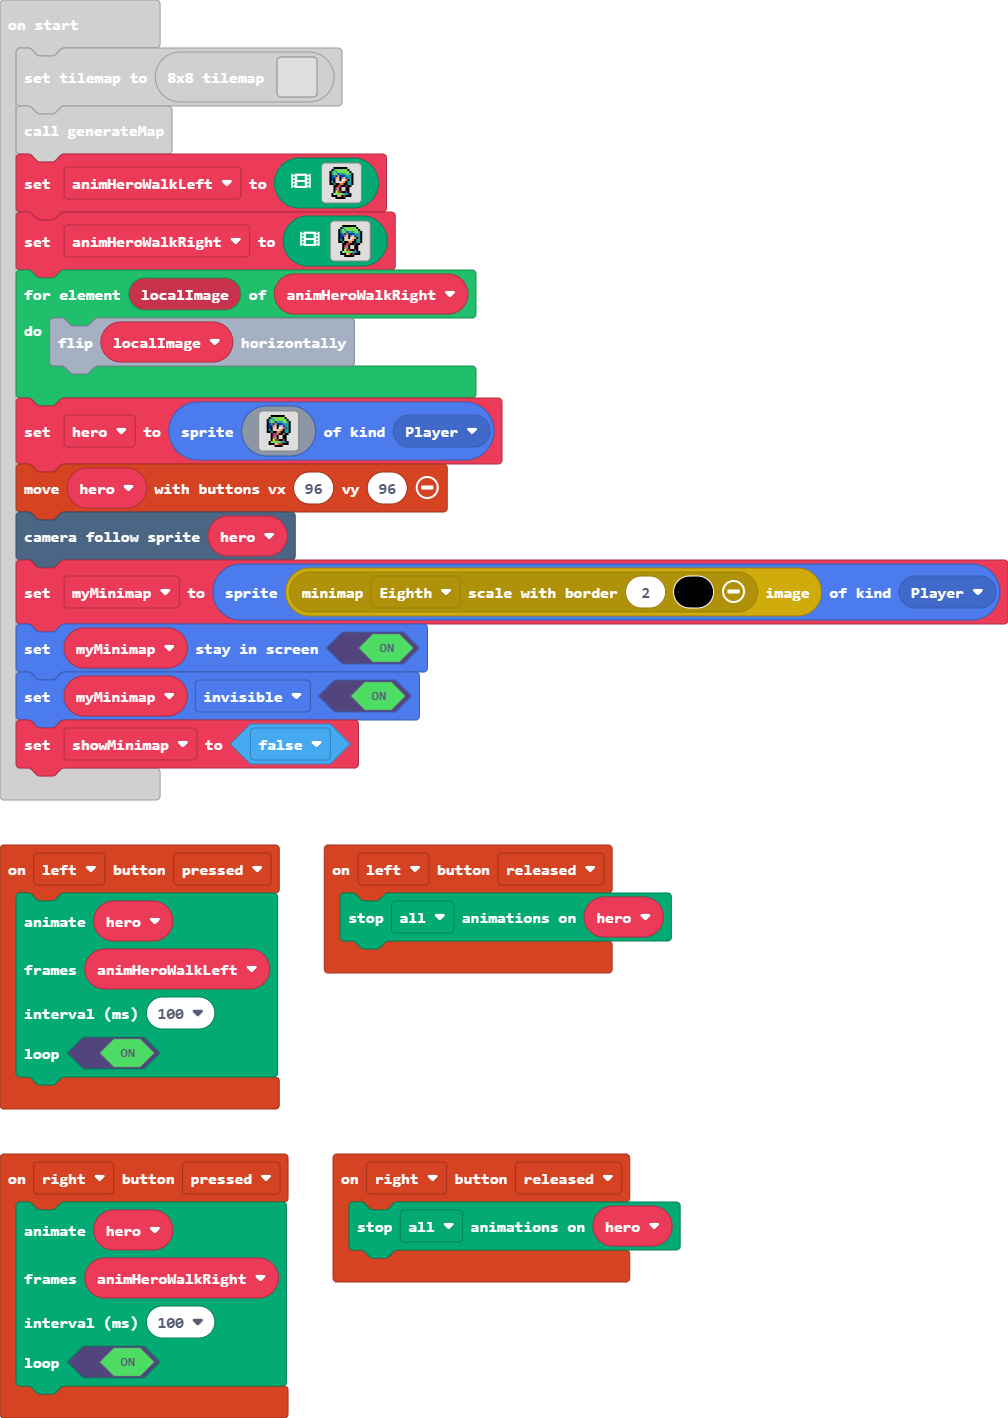 on start
set tilemap to 8x8 tilemap
call generateMap
set animHeroWalkLeft to
set animHeroWalkRight to
for element localImage of animHeroWalkRight
do
flip localImage horizontally
set hero to sprite of kind Player
move hero with buttons vx 96 vy 96
camera follow sprite hero
set myMinimap to sprite minimap Eighth scale with border 2 image of kind Player
set myMinimap stay in screen ON
set myMinimap invisible ON
set showMinimap to false
on left button pressed
animate hero
frames animHeroWalkLeft
interval (ms) 100
loop ON
on left button released
stop all animations on hero
on right button pressed
animate hero
frames animHeroWalkRight
interval (ms) 100
loop ON
on right button released
stop all animations on hero